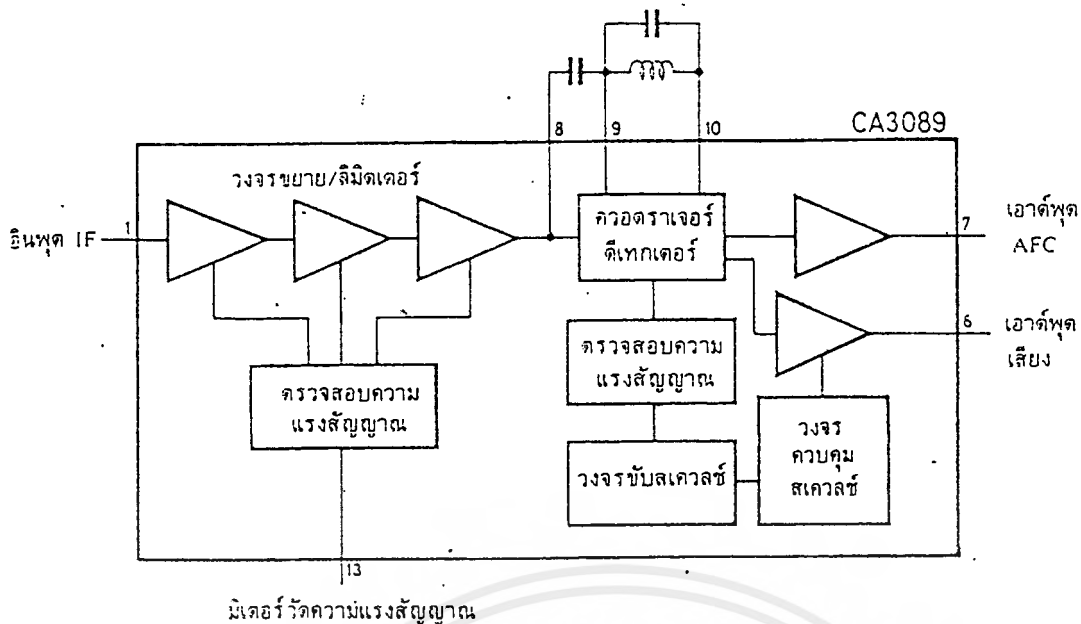 8
9
10
CA3089
วงจรขยาย/ลิมิตเตอร์
1
อินพุต IF
ควอดราเจอร์
ดีเทกเตอร์
7
เอาต์พุต
AFC
6
เอาต์พุต
เสียง
ตรวจสอบความ
แรงสัญญาณ
ตรวจสอบความ
แรงสัญญาณ
วงจรขับสเควลช์
วงจร
ควบคุม
สเควลช์
13
มิเตอร์วัดความแรงสัญญาณ